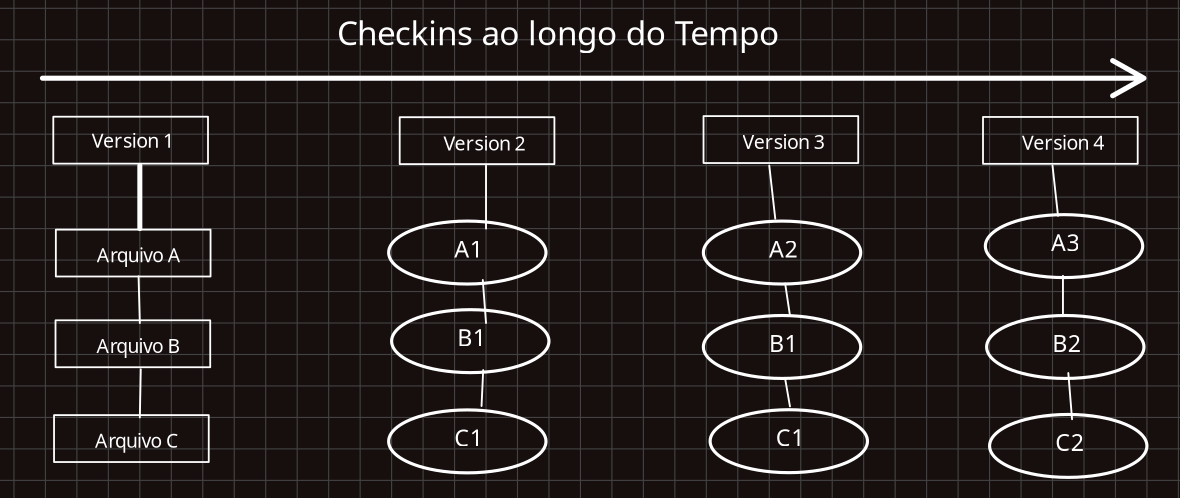 Checkins ao longo do Tempo
Version 1
Version 2
Version 3
Version 4
Arquivo A
A1
A2
A3
Arquivo B
B1
B1
B2
Arquivo C
C1
C1
C2